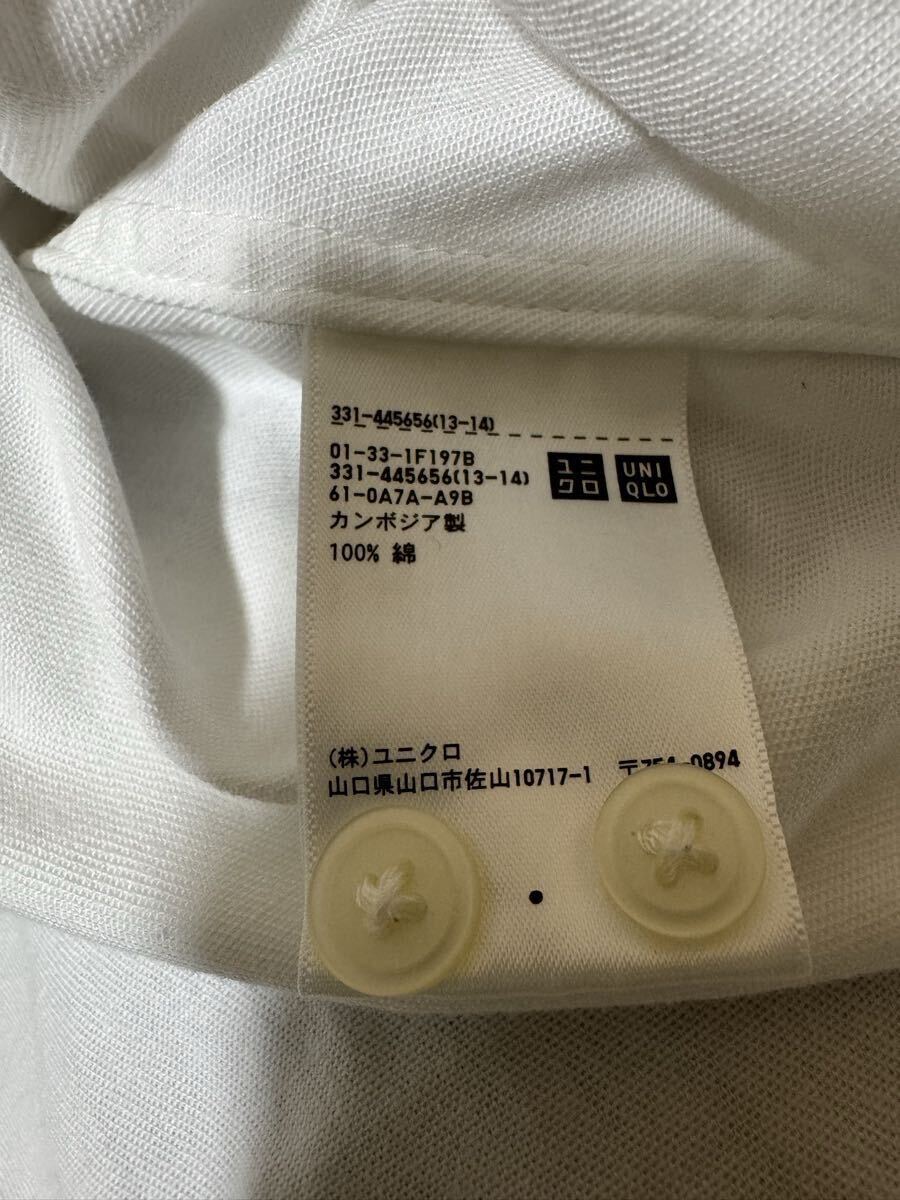 331-445656(13-14)
01-33-1F197B
331-445656(13-14)
61-0A7A-A9B
カンボジア製
100% 綿
ユニ
クロ
UNI
QLO
(株)ユニクロ
山口県山口市佐山10717-1 〒754-0894